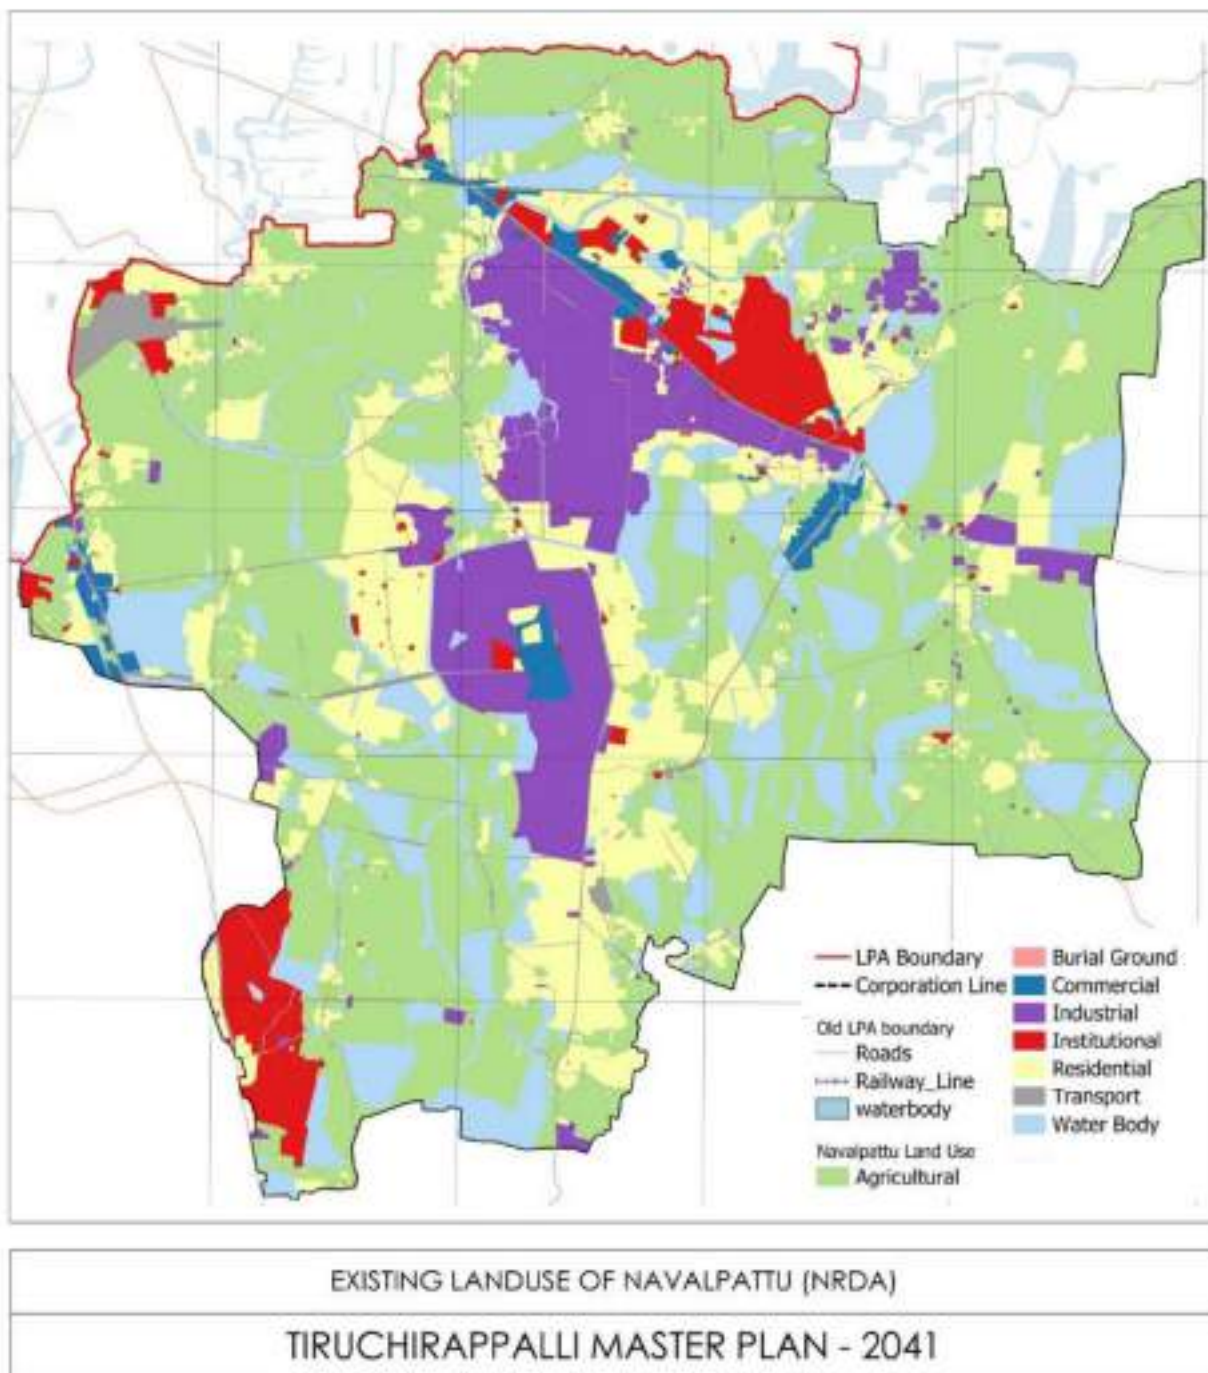 LPA Boundary
Corporation Line
Old LPA boundary
Roads
Railway_Line
waterbody
Navalpattu Land Use
Agricultural
Burial Ground
Commercial
Industrial
Institutional
Residential
Transport
Water Body
EXISTING LANDUSE OF NAVALPATTU (NRDA)
TIRUCHIRAPPALLI MASTER PLAN - 2041